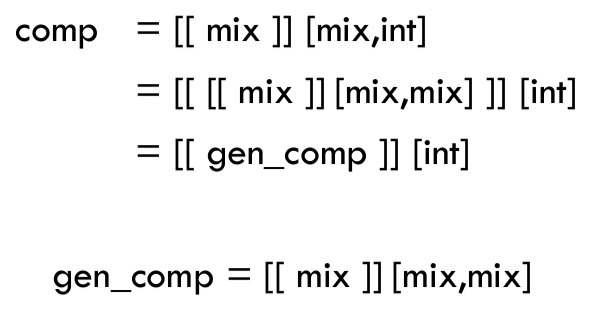 comp = [[ mix ]] [mix,int]
= [[ [[ mix ]] [mix,mix] ]] [int]
= [[ gen_comp ]] [int]
gen_comp = [[ mix ]] [mix,mix]